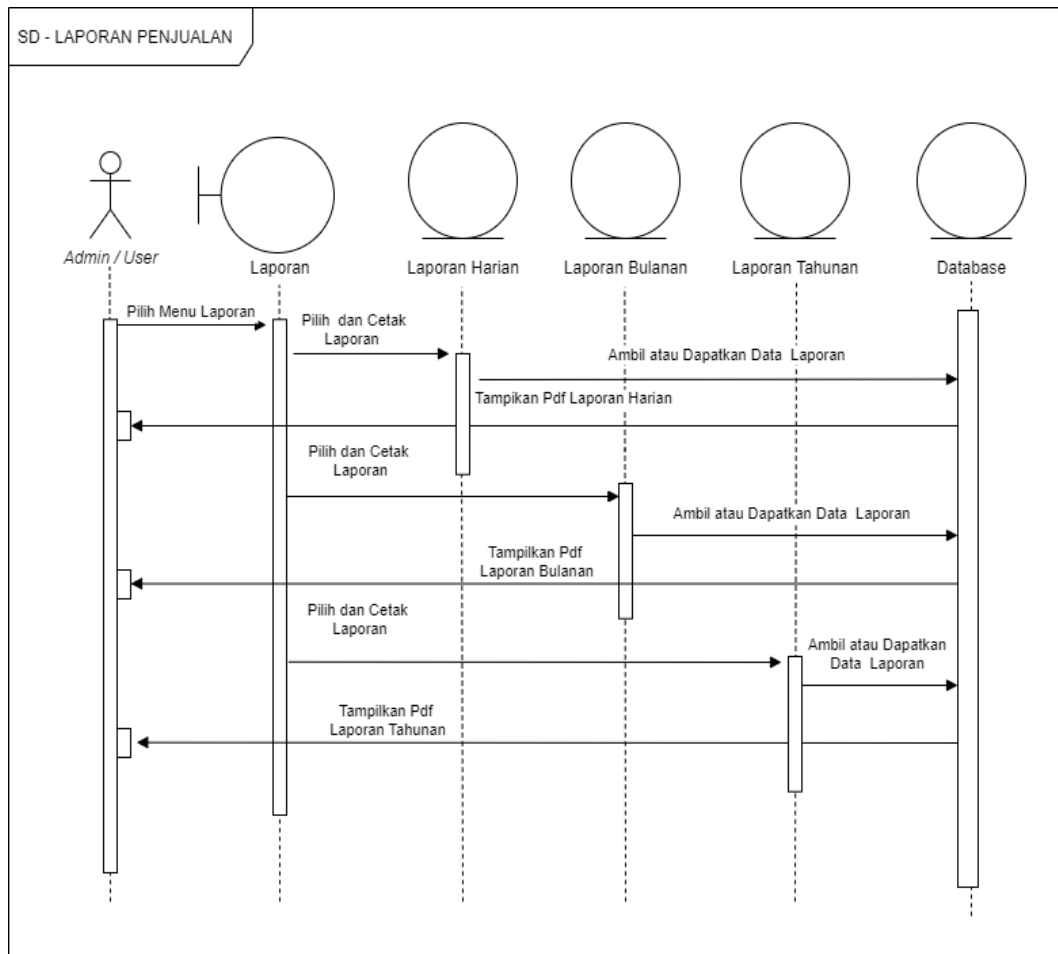 SD - LAPORAN PENJUALAN
Admin / User
Laporan
Laporan Harian
Laporan Bulanan
Laporan Tahunan
Database
Pilih Menu Laporan
Pilih dan Cetak
Laporan
Ambil atau Dapatkan Data Laporan
Tampikan Pdf Laporan Harian
Pilih dan Cetak
Laporan
Ambil atau Dapatkan Data Laporan
Tampilkan Pdf
Laporan Bulanan
Pilih dan Cetak
Laporan
Ambil atau Dapatkan
Data Laporan
Tampilkan Pdf
Laporan Tahunan